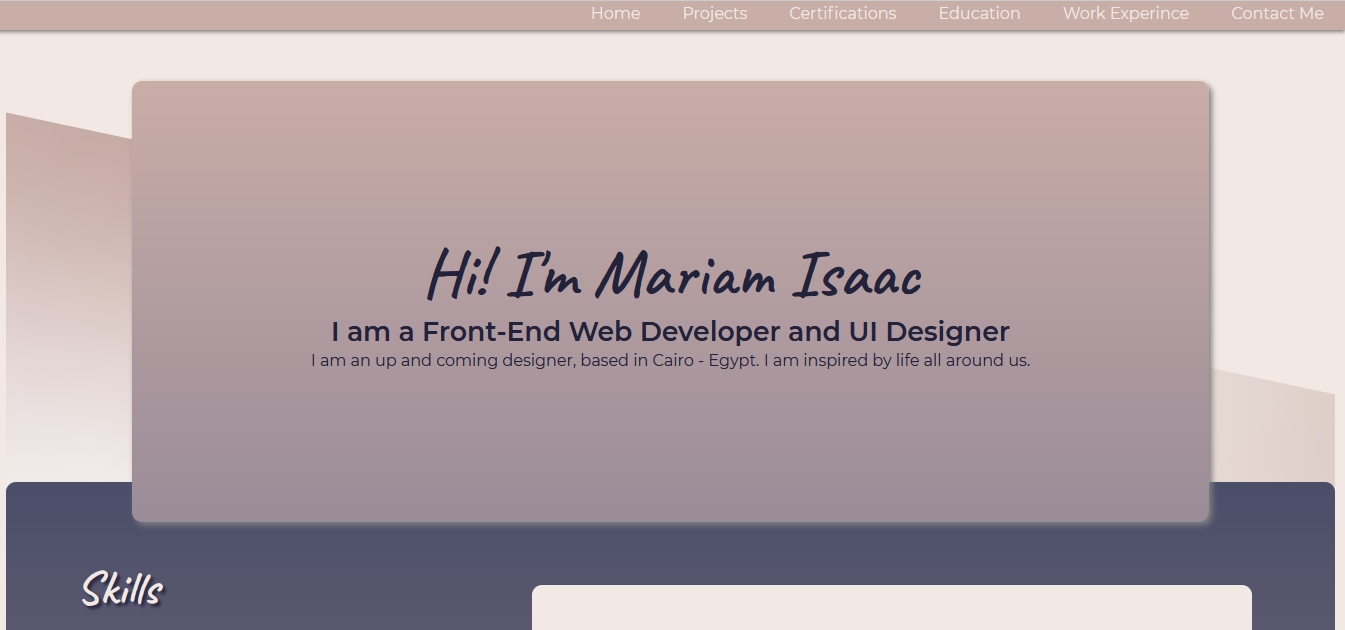 Home Projects Certifications Education Work Experince Contact Me
Hi! I'm Mariam Isaac
I am a Front-End Web Developer and UI Designer
I am an up and coming designer, based in Cairo - Egypt. I am inspired by life all around us.
Skills